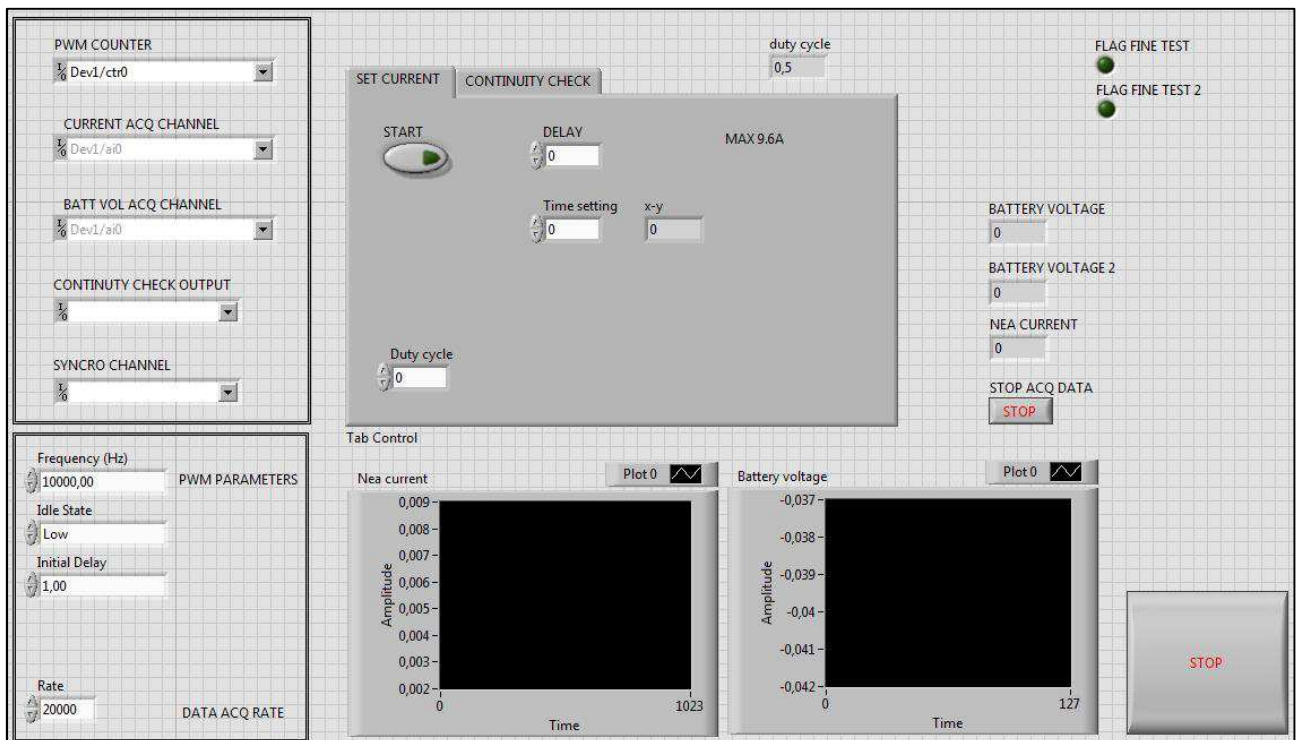 PWM COUNTER
Dev1/ctr0
CURRENT ACQ CHANNEL
Dev1/ai0
BATT VOL ACQ CHANNEL
Dev1/ai0
CONTINUTY CHECK OUTPUT
SYNCRO CHANNEL
Frequency (Hz)
10000,00
PWM PARAMETERS
Idle State
Low
Initial Delay
1,00
Rate
20000
DATA ACQ RATE
duty cycle
0,5
SET CURRENT
CONTINUITY CHECK
START
DELAY
0
MAX 9.6A
Time setting
0
x-y
0
Duty cycle
0
Tab Control
FLAG FINE TEST
FLAG FINE TEST 2
BATTERY VOLTAGE
0
BATTERY VOLTAGE 2
0
NEA CURRENT
0
STOP ACQ DATA
STOP
Nea current
Plot 0
0,009
0,008
0,007
0,006
0,005
0,004
0,003
0,002
Amplitude
0
1023
Time
Battery voltage
Plot 0
-0,037
-0,038
-0,039
-0,04
-0,041
-0,042
Amplitude
0
127
Time
STOP